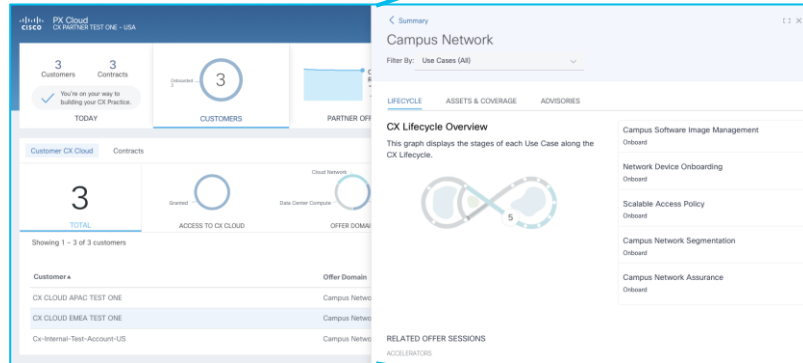 CISCO
PX Cloud
CX PARTNER TEST ONE - USA
3
Customers
3
Contracts
You're on your way to
building your CX Practice.
TODAY
Onboarded
3
3
CUSTOMERS
PARTNER OFF
Customer CX Cloud
Contracts
3
TOTAL
Granted
ACCESS TO CX CLOUD
Cloud Network
Data Center Compute
OFFER DOMAI
Showing 1 - 3 of 3 customers
Customer
Offer Domain
CX CLOUD APAC TEST ONE
Campus Netwo
CX CLOUD EMEA TEST ONE
Campus Netwo
Cx-Internal-Test-Account-US
Campus Netwo
Summary
Campus Network
Filter By: Use Cases (All)
LIFECYCLE
ASSETS & COVERAGE
ADVISORIES
CX Lifecycle Overview
This graph displays the stages of each Use Case along the
CX Lifecycle.
5
Campus Software Image Management
Onboard
Network Device Onboarding
Onboard
Scalable Access Policy
Onboard
Campus Network Segmentation
Onboard
Campus Network Assurance
Onboard
RELATED OFFER SESSIONS
ACCELERATORS